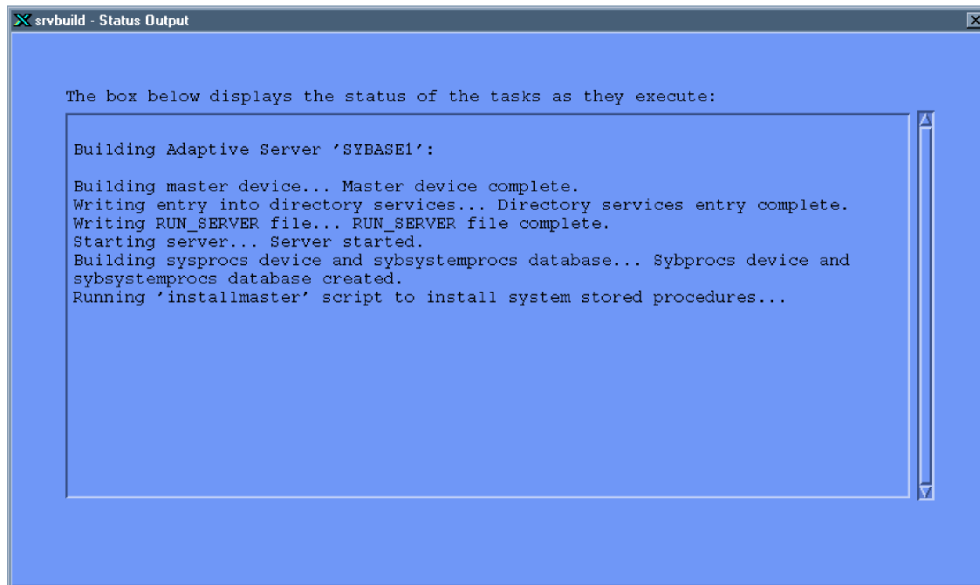 srvbuild - Status Output
The box below displays the status of the tasks as they execute:
Building Adaptive Server 'SYBASE1':
Building master device... Master device complete.
Writing entry into directory services... Directory services entry complete.
Writing RUN_SERVER file... RUN_SERVER file complete.
Starting server... Server started.
Building sysprocs device and sybsystemprocs database... Sybprocs device and
sybsystemprocs database created.
Running 'installmaster' script to install system stored procedures...